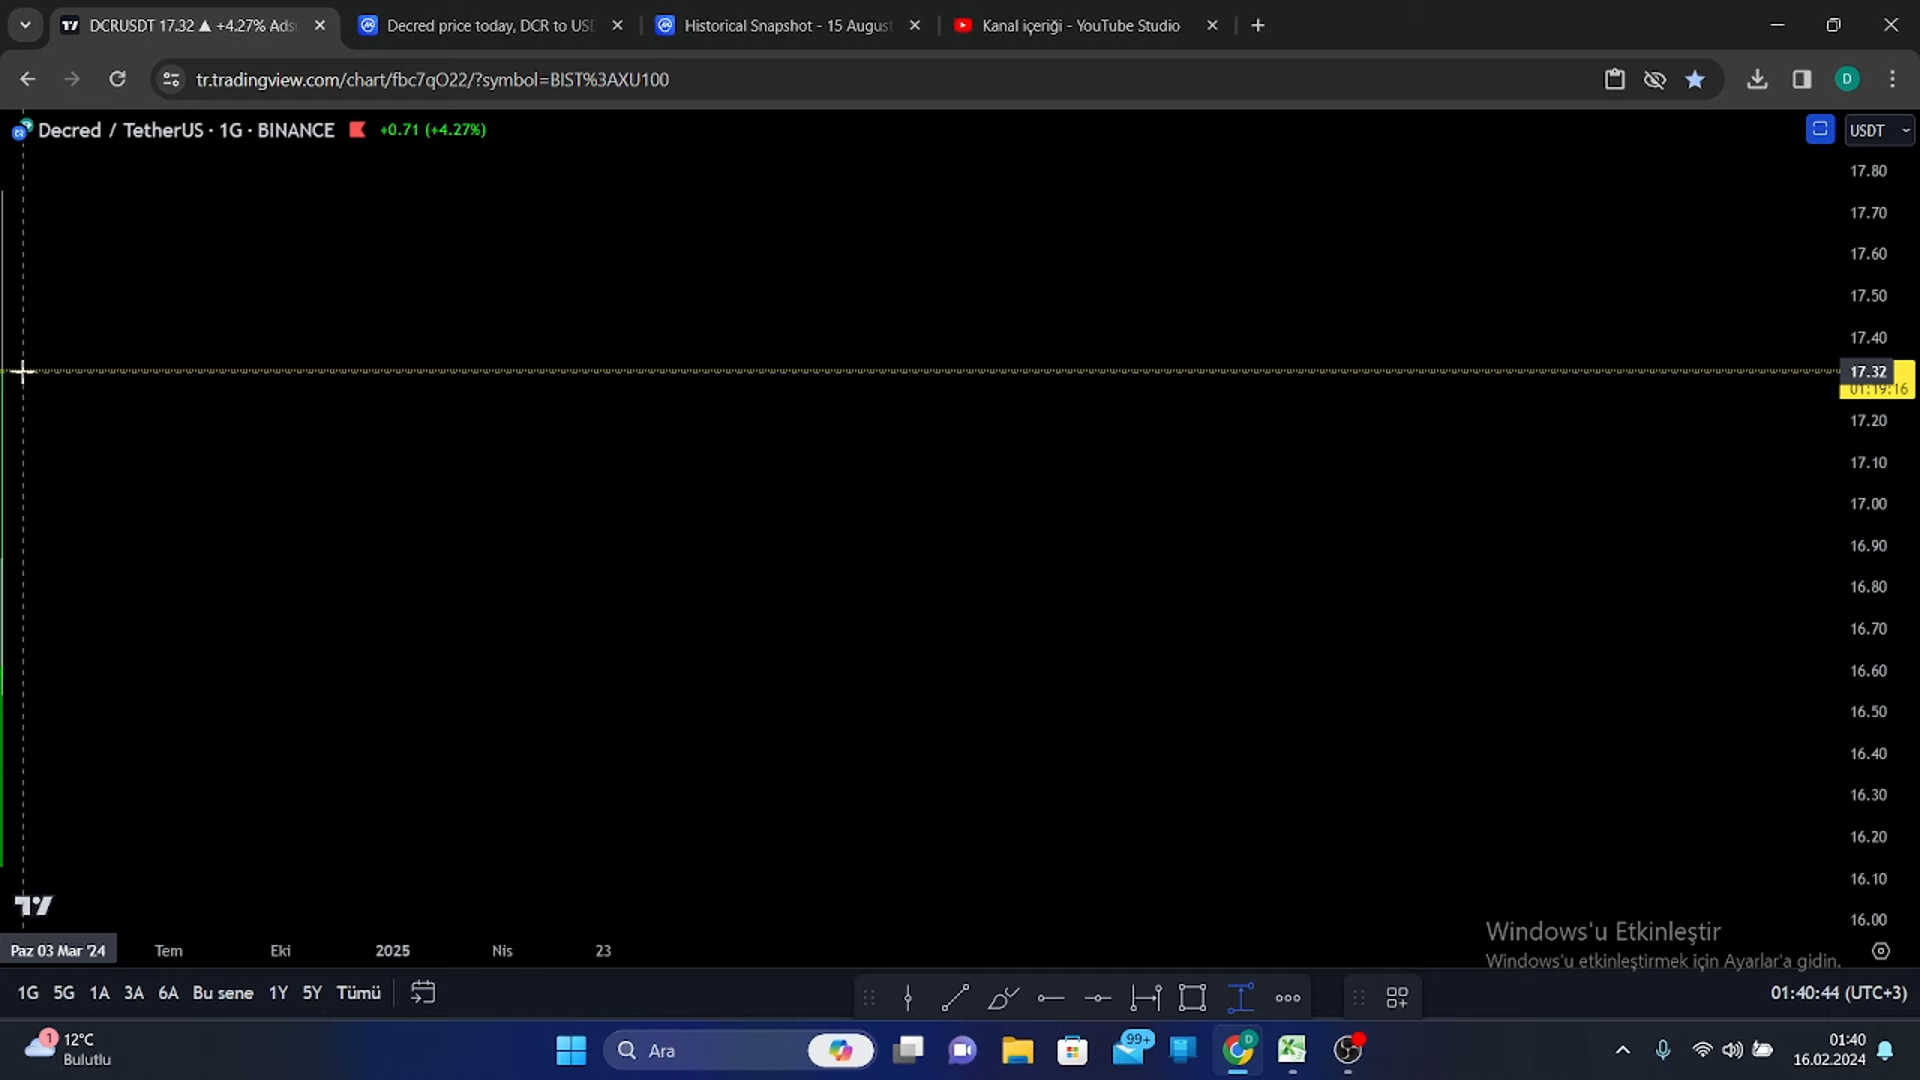 DCRUSDT 17.32 ▲ +4.27% Ads
Decred price today, DCR to US
Historical Snapshot - 15 August
Kanal içeriği - YouTube Studio
tr.tradingview.com/chart/fbc7qO22/?symbol=BIST%3AXU100
D
Decred / TetherUS · 1G · BINANCE
+0.71 (+4.27%)
USDT
17.80
17.70
17.60
17.50
17.40
17.32
01:19:16
17.20
17.10
17.00
16.90
16.80
16.70
16.60
16.50
16.40
16.30
16.20
16.10
16.00
Windows'u Etkinleştir
Windows'u etkinleştirmek için Ayarlar'a gidin.
Paz 03 Mar '24
Tem
Eki
2025
Nis
23
1G 5G 1A 3A 6A Bu sene 1Y 5Y Tümü
01:40:44 (UTC+3)
1
12°C
Bulutlu
Ara
99+
D
01:40
16.02.2024